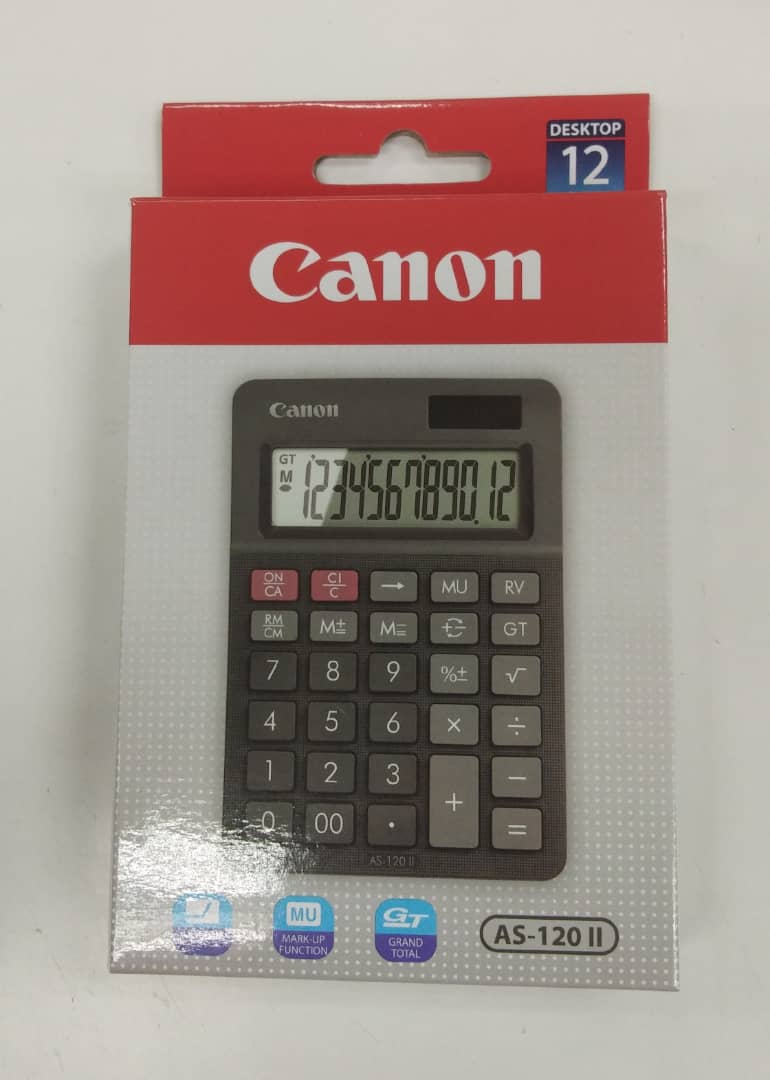 DESKTOP
12
Canon
Canon
GT
M
1234567890.12
ON
CA
CI
C
→
MU
RV
RM
CM
M±
M=
GT
7
8
9
%±
√
4
5
6
×
÷
1
2
3
+
−
0
00
.
=
AS-120 II
MU
MARK-UP
FUNCTION
GT
GRAND
TOTAL
AS-120 II